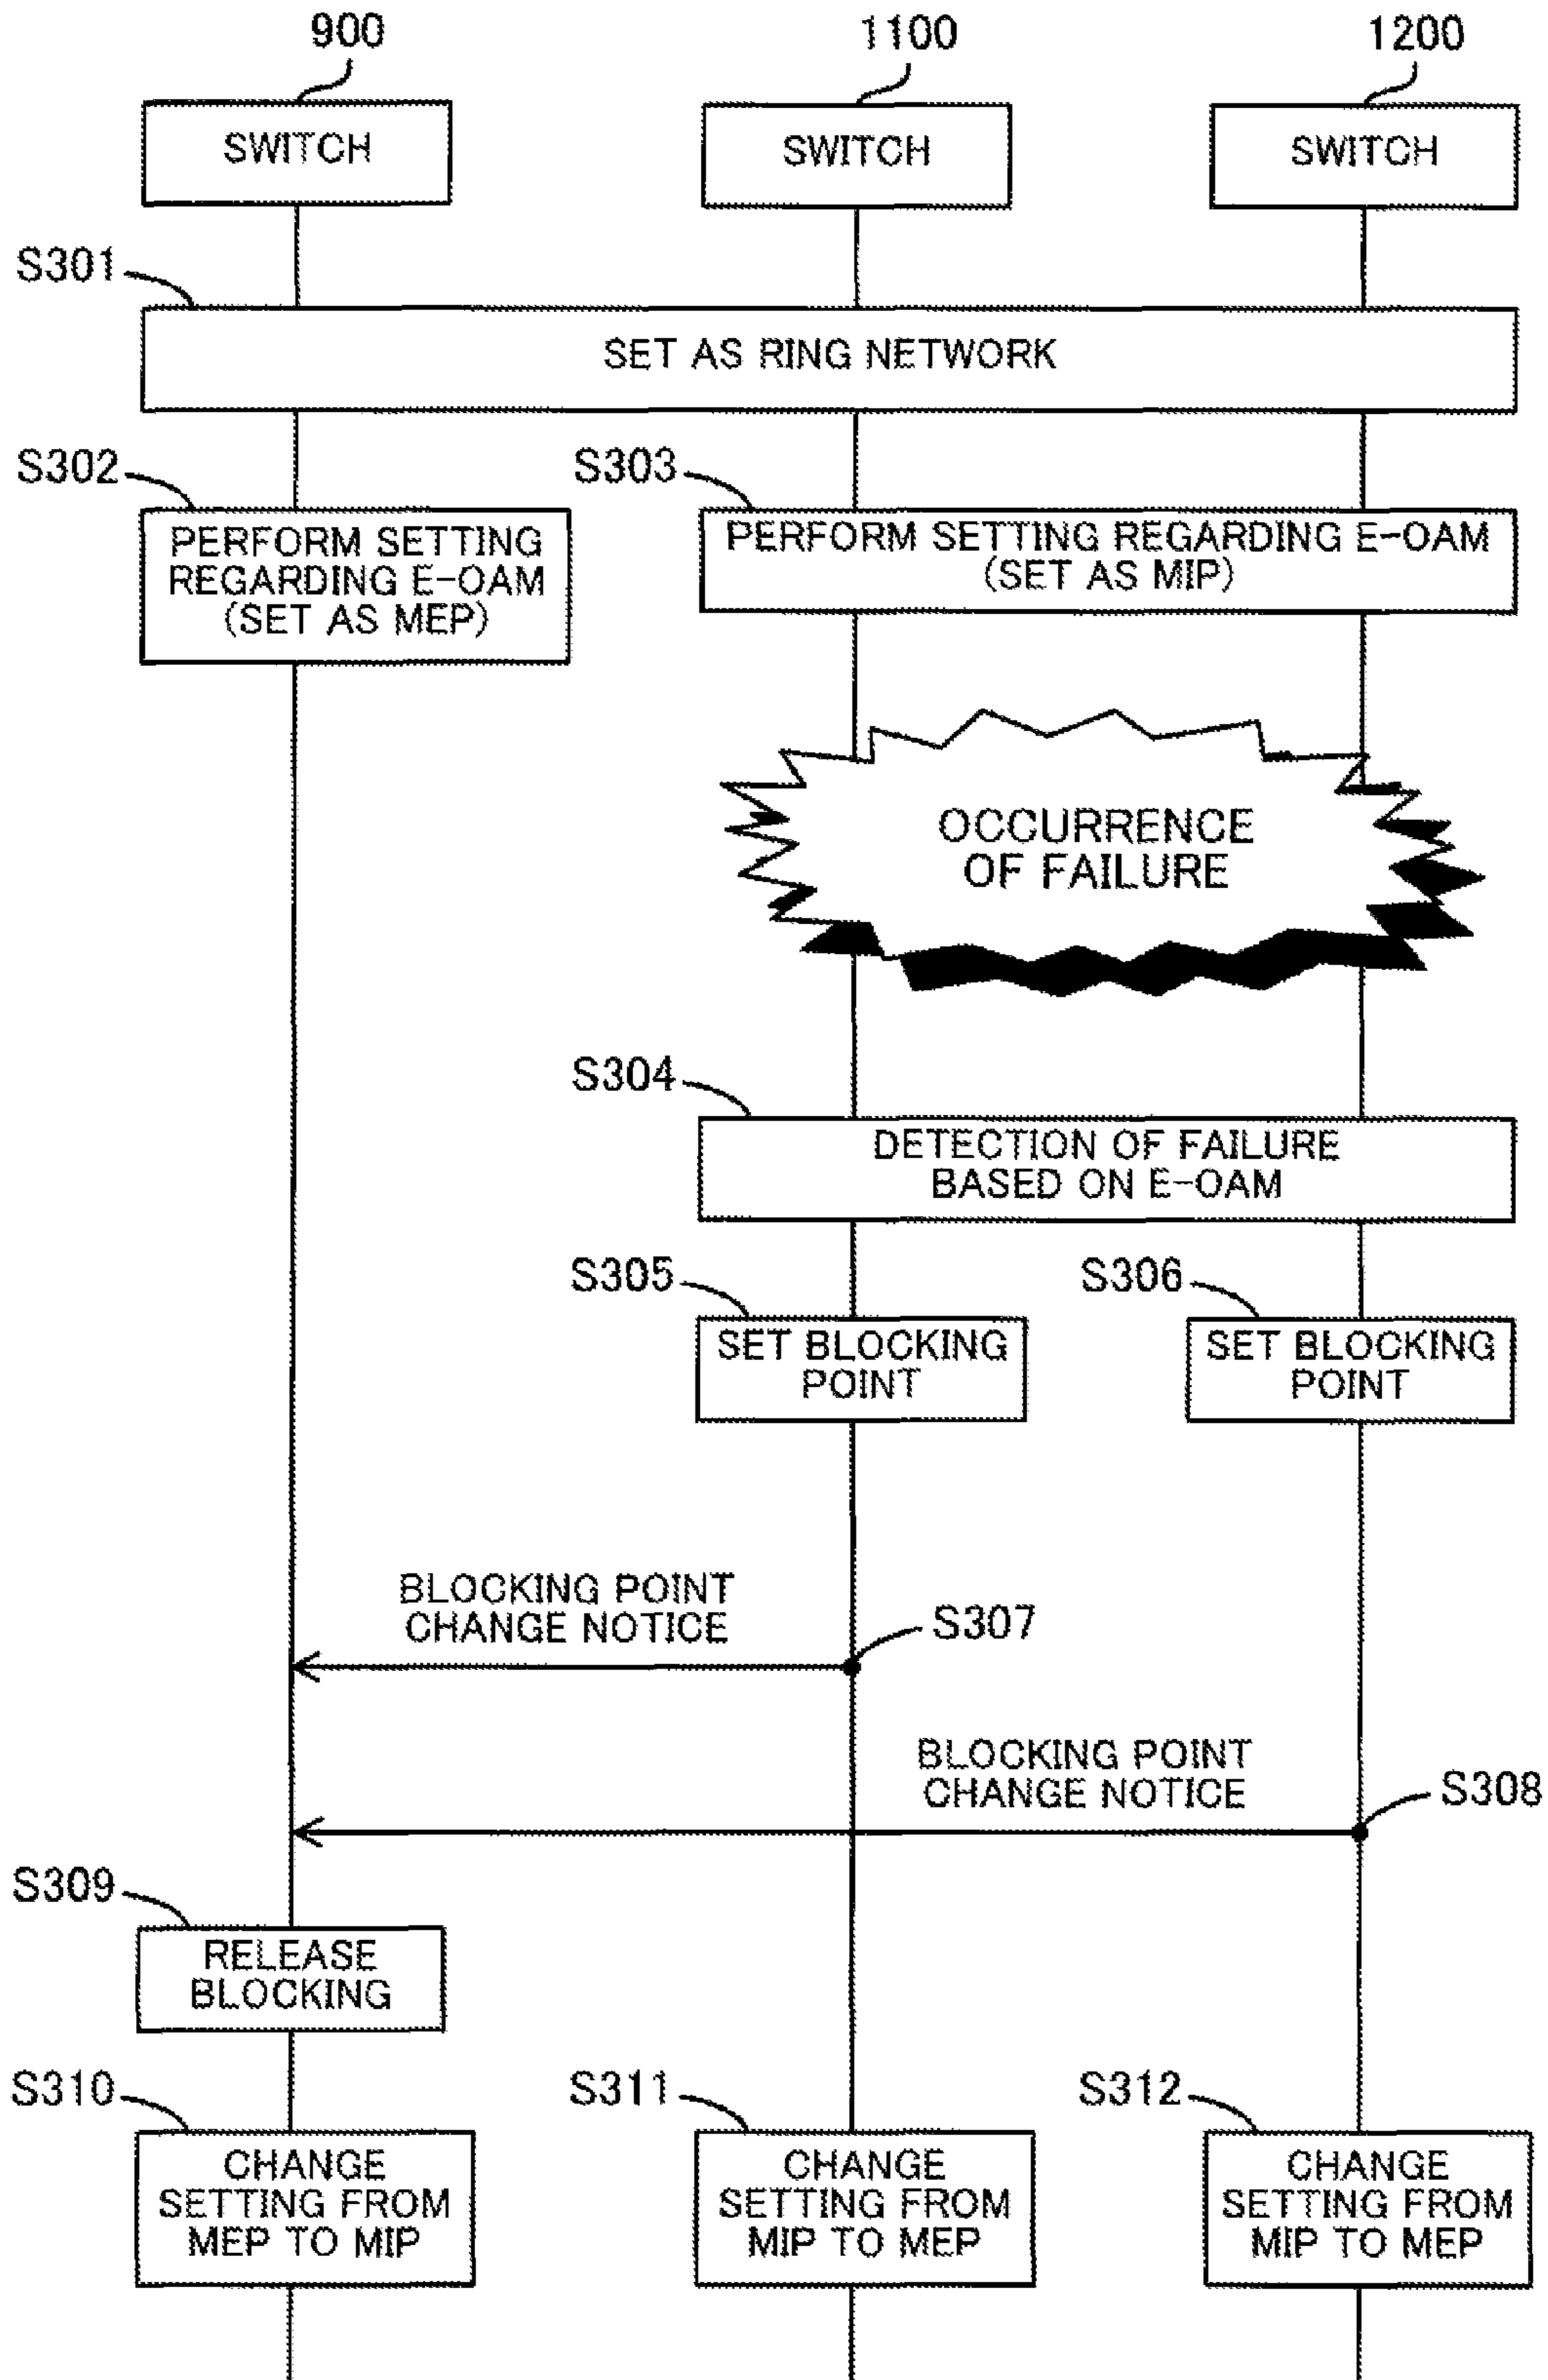 900
1100
1200
SWITCH
SWITCH
SWITCH
S301
SET AS RING NETWORK
S302
S303
PERFORM SETTING
REGARDING E-OAM
(SET AS MEP)
PERFORM SETTING REGARDING E-OAM
(SET AS MIP)
OCCURRENCE
OF FAILURE
S304
DETECTION OF FAILURE
BASED ON E-OAM
S305
S306
SET BLOCKING
POINT
SET BLOCKING
POINT
BLOCKING POINT
CHANGE NOTICE
S307
BLOCKING POINT
CHANGE NOTICE
S308
S309
RELEASE
BLOCKING
S310
S311
S312
CHANGE
SETTING FROM
MEP TO MIP
CHANGE
SETTING FROM
MIP TO MEP
CHANGE
SETTING FROM
MIP TO MEP